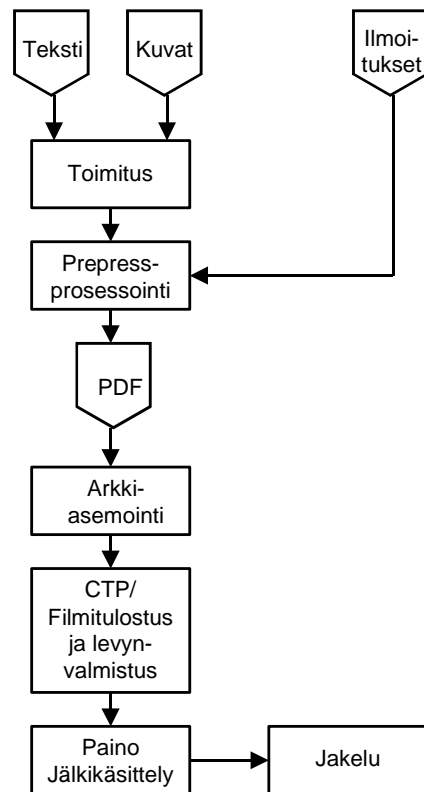 Teksti
Kuvat
Ilmoi-
tukset
Toimitus
Prepress-
prosessointi
PDF
Arkki-
asemointi
CTP/
Filmitulostus
ja levyn-
valmistus
Paino
Jälkikäsittely
Jakelu